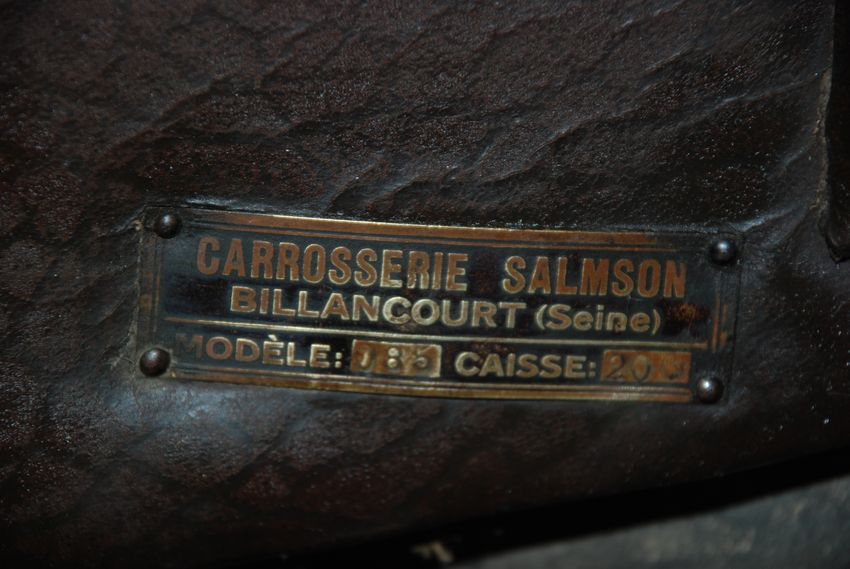 CARROSSERIE SALMSON
BILLANCOURT (Seine)
MODÈLE: CAISSE: